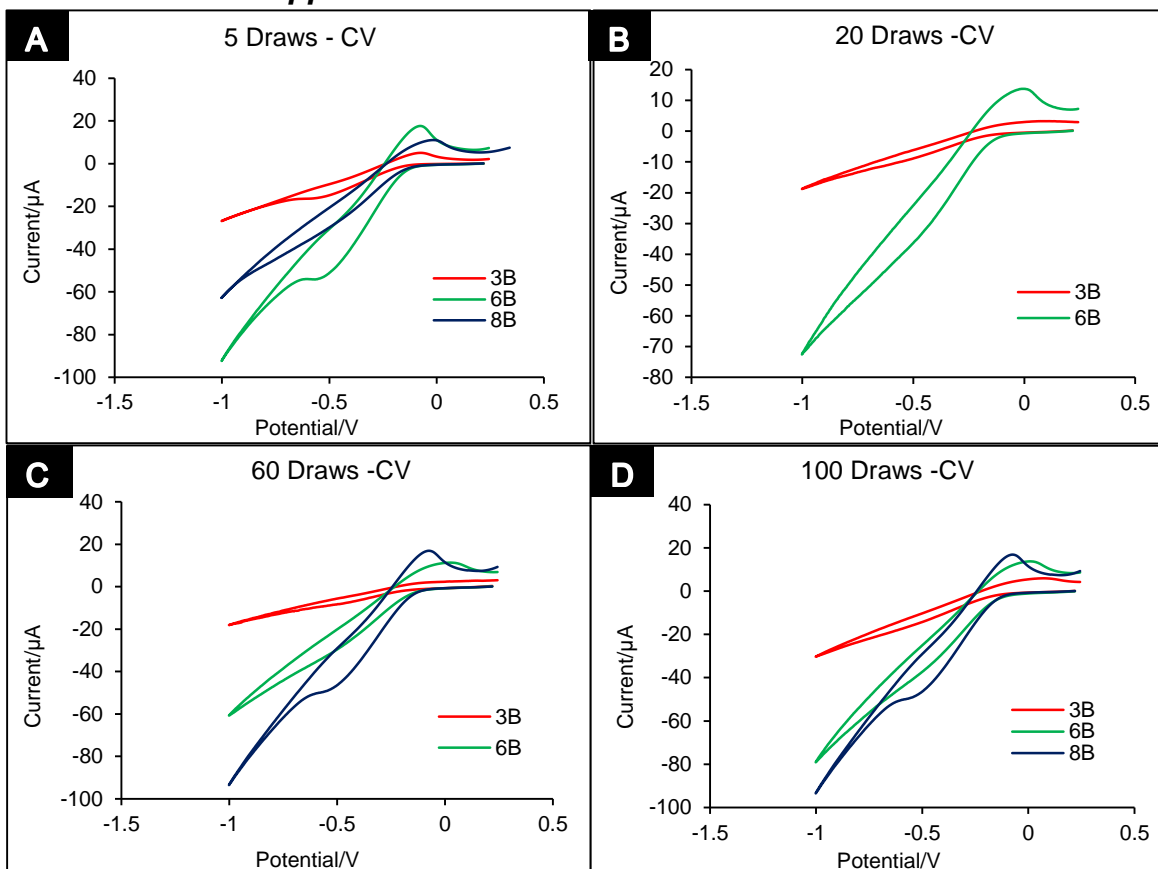 A
5 Draws - CV
40
20
0
-20
-40
-60
-80
-100
-1.5
-1
-0.5
0
0.5
Current/µA
Potential/V
3B
6B
8B
B
20 Draws -CV
20
10
0
-10
-20
-30
-40
-50
-60
-70
-80
-1.5
-1
-0.5
0
0.5
Current/µA
Potential/V
3B
6B
C
60 Draws -CV
40
20
0
-20
-40
-60
-80
-100
-1.5
-1
-0.5
0
0.5
Current/µA
Potential/V
3B
6B
D
100 Draws -CV
40
20
0
-20
-40
-60
-80
-100
-1.5
-1
-0.5
0
0.5
Current/µA
Potential/V
3B
6B
8B